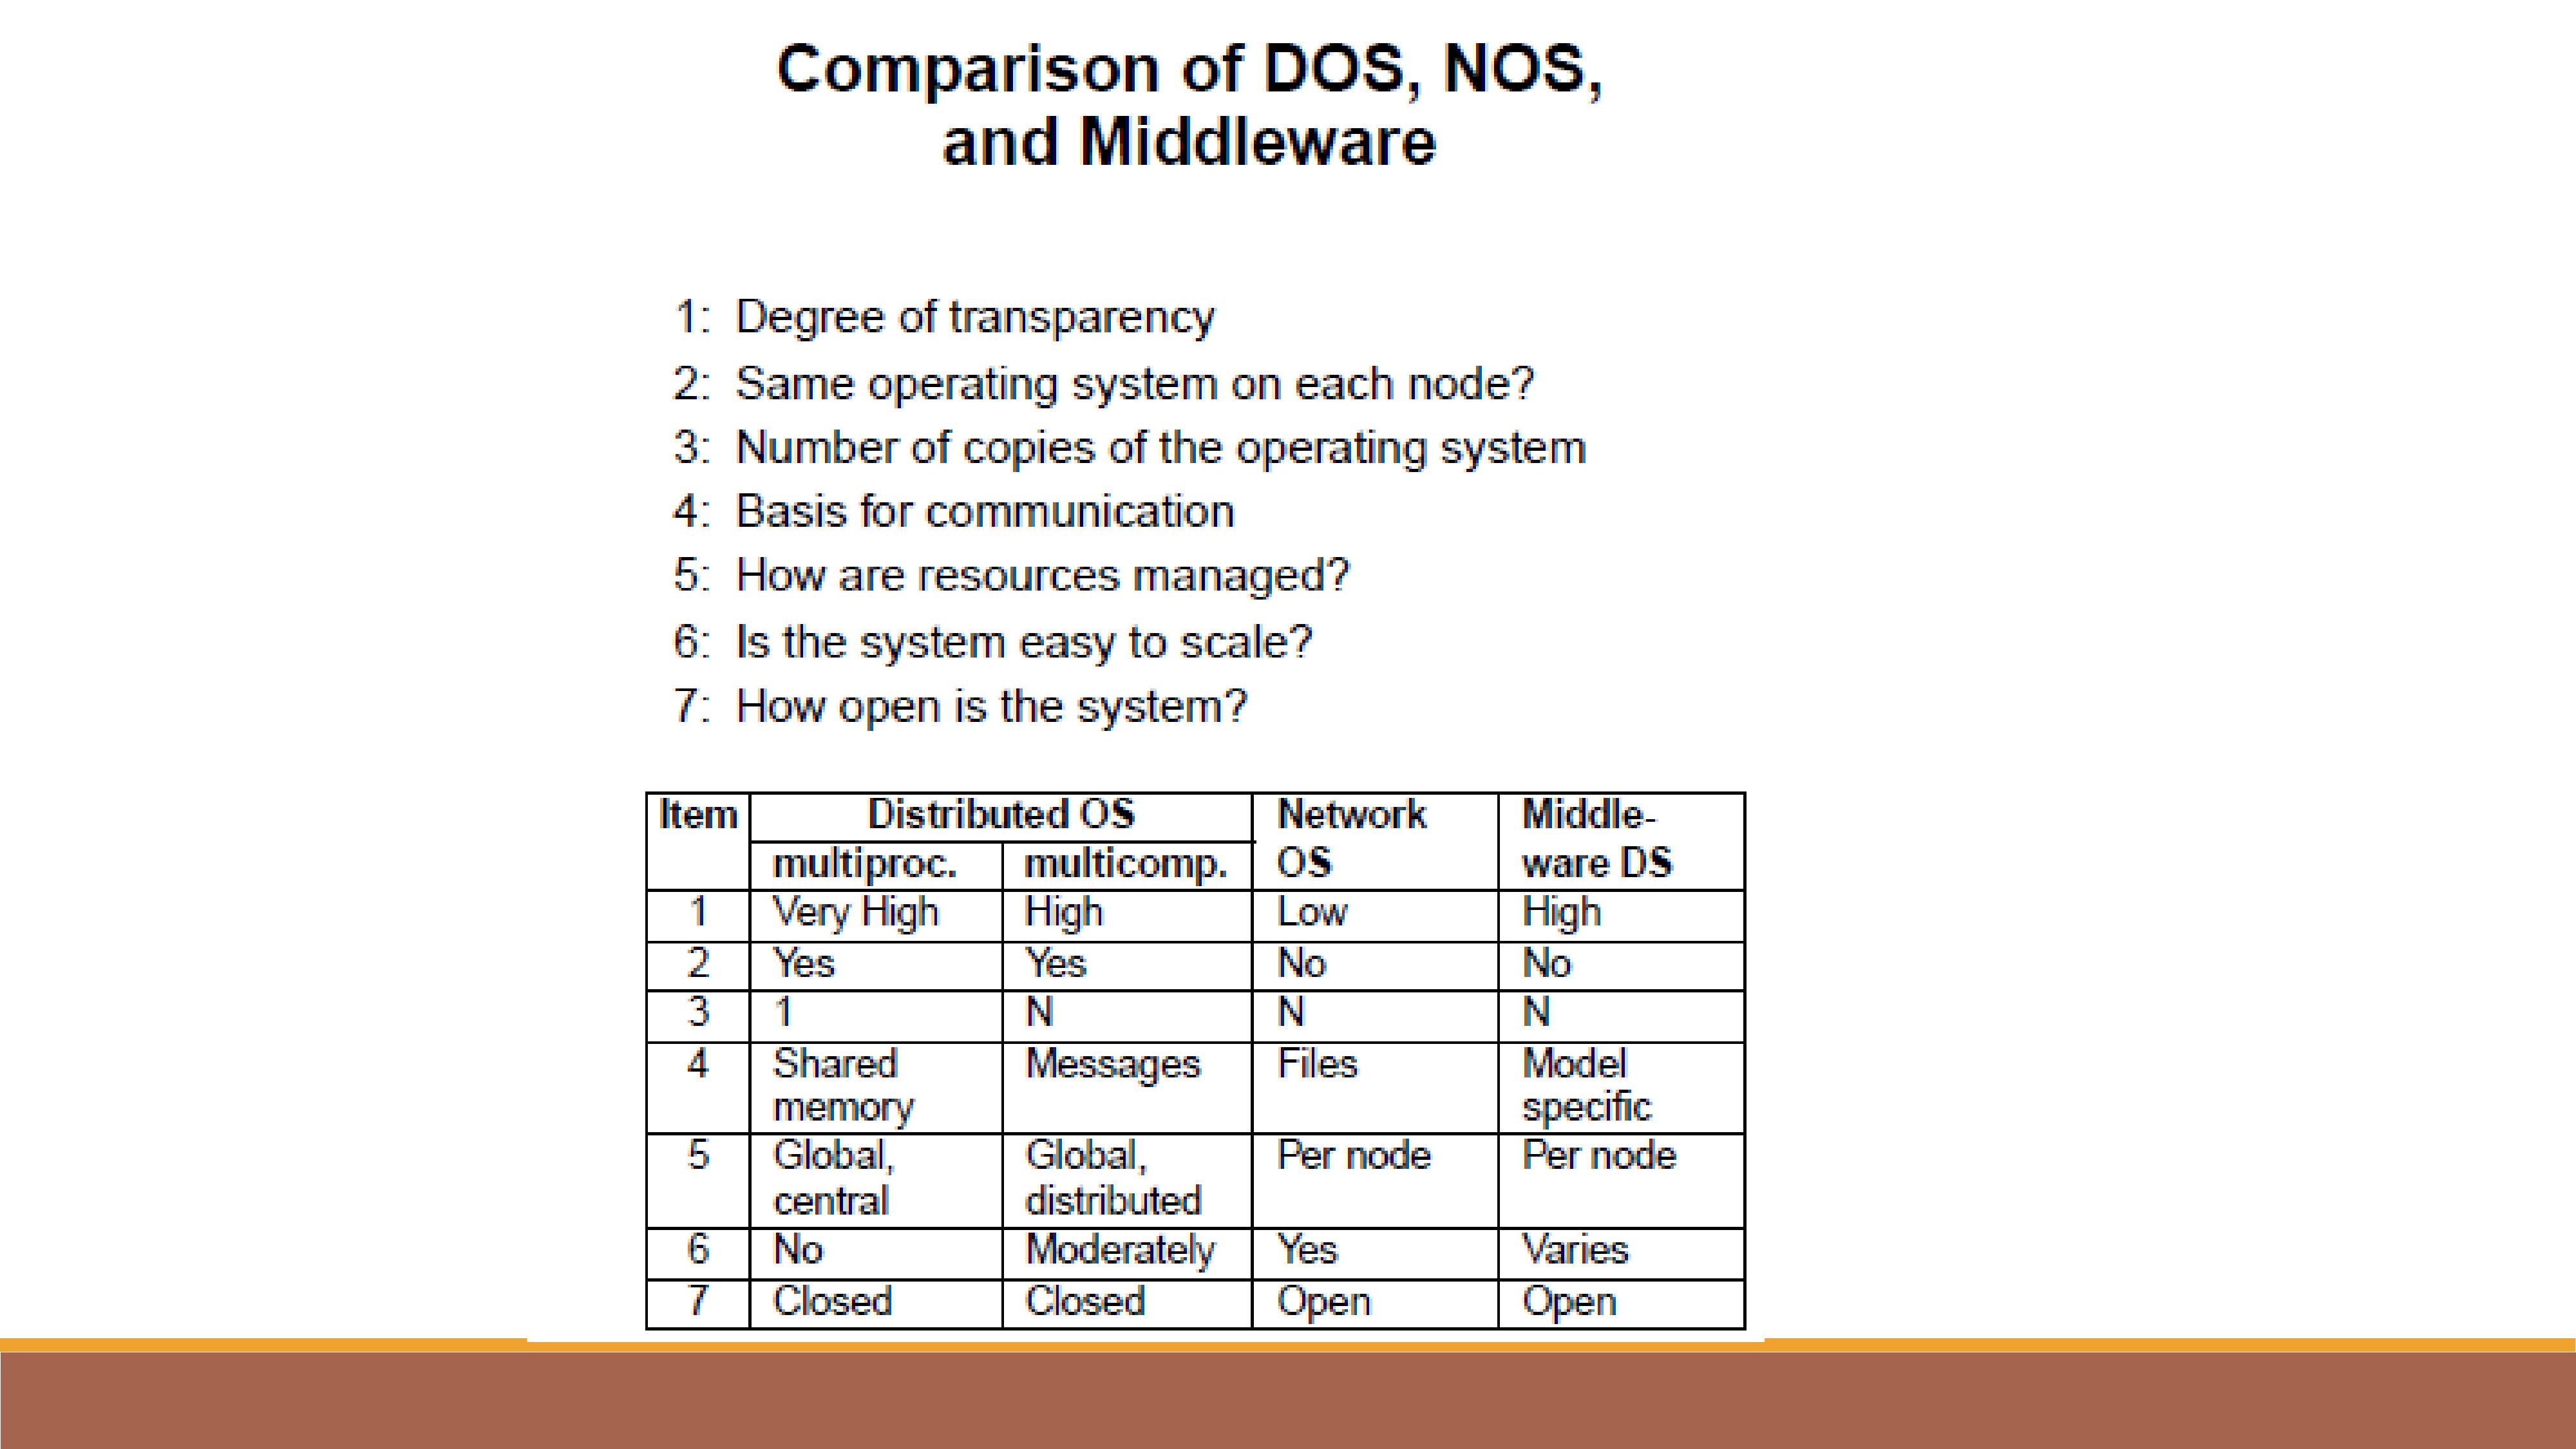 Comparison of DOS, NOS,
and Middleware
1: Degree of transparency
2: Same operating system on each node?
3: Number of copies of the operating system
4: Basis for communication
5: How are resources managed?
6: Is the system easy to scale?
7: How open is the system?
Item Distributed OS Network Middle-
multiproc. multicomp. OS ware DS
1 Very High High Low High
2 Yes Yes No No
3 1 N N N
4 Shared Messages Files Model
memory specific
5 Global, Global, Per node Per node
central distributed
6 No Moderately Yes Varies
7 Closed Closed Open Open